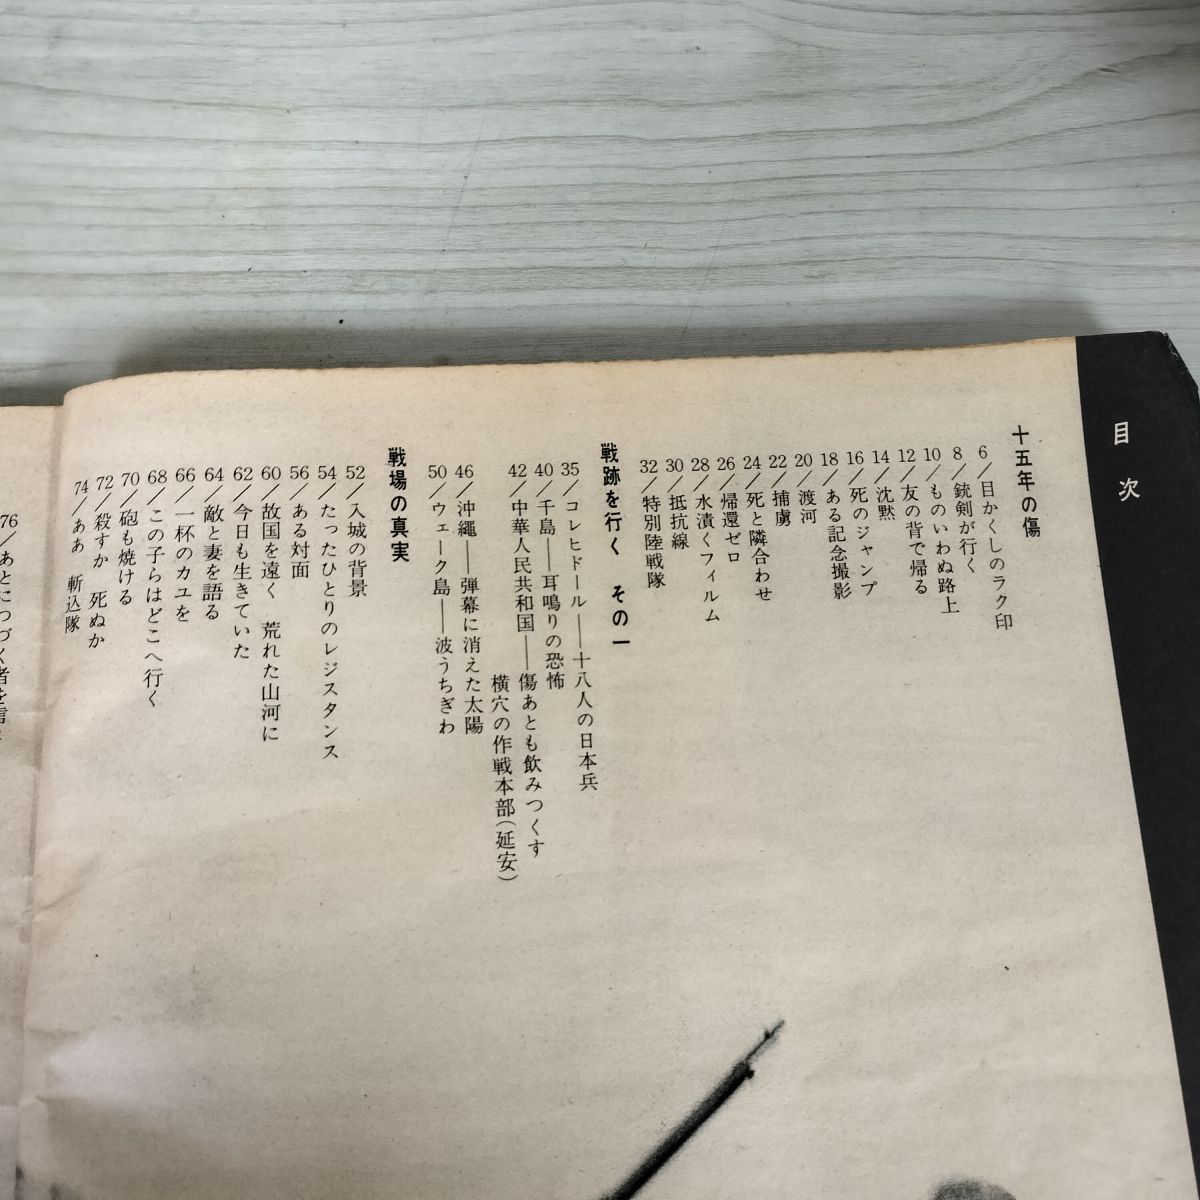 目次
十五年の傷
6／目かくしのラク印
8／銃剣が行く
10／ものいわぬ路上
12／友の背で帰る
14／沈黙
16／死のジャンプ
18／ある記念撮影
20／渡河
22／捕虜
24／死と隣合わせ
26／帰還ゼロ
28／水漬くフィルム
30／抵抗線
32／特別陸戦隊
戦跡を行く その一
35／コレヒドール──十八人の日本兵
40／千島──耳鳴りの恐怖
42／中華人民共和国──傷あとも飲みつくす
横穴の作戦本部（延安）
46／沖縄──弾幕に消えた太陽
50／ウェーク島──波うちぎわ
戦場の真実
52／入城の背景
54／たったひとりのレジスタンス
56／ある対面
60／故国を遠く 荒れた山河に
62／今日も生きていた
64／敵と妻を語る
66／一杯のカユを
68／この子らはどこへ行く
70／砲も焼ける
72／殺すか 死ぬか
74／ああ 斬込隊
76／あとにつづく者を信